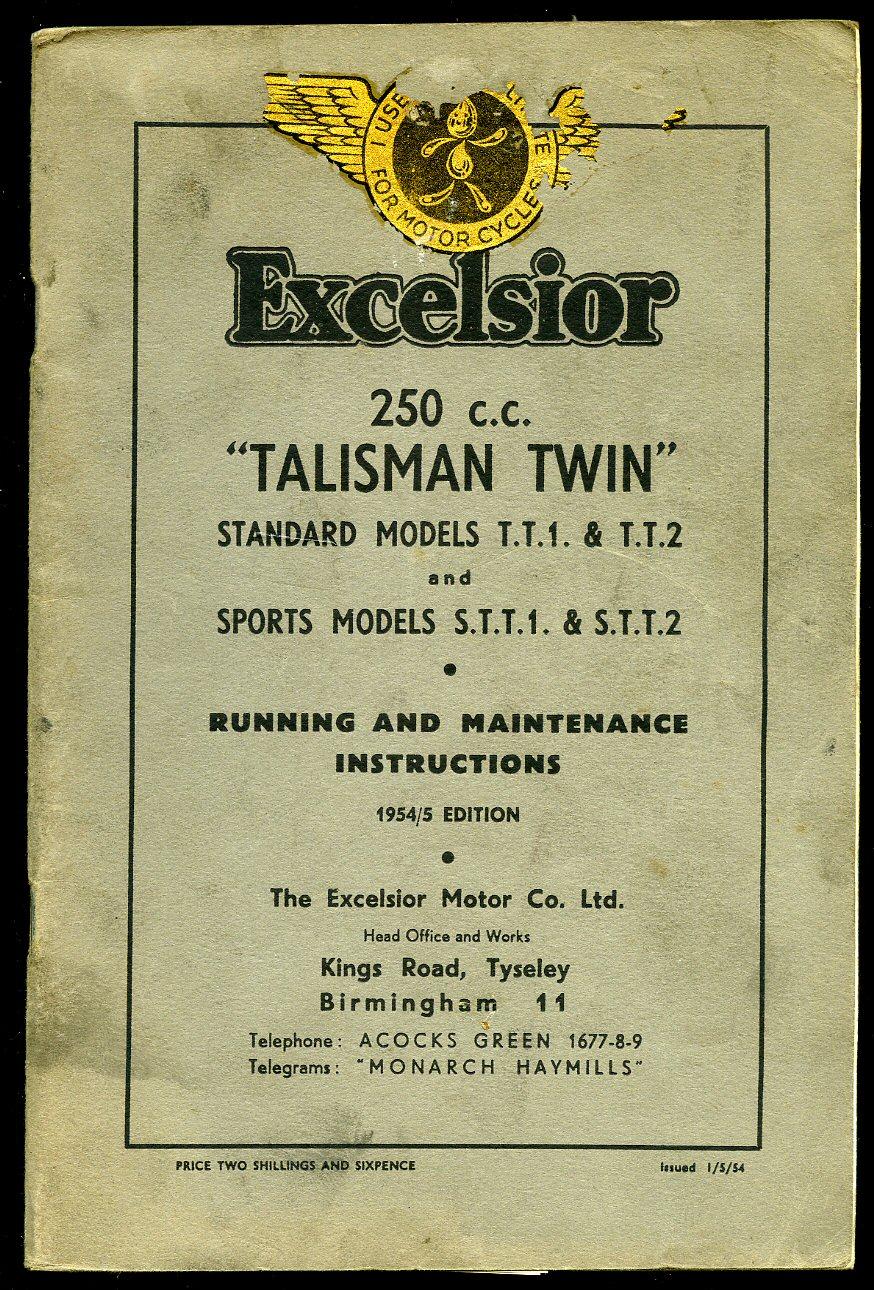 I USE
FOR MOTOR CYCLES
Excelsior
250 c.c.
"TALISMAN TWIN"
STANDARD MODELS T.T.1. & T.T.2
and
SPORTS MODELS S.T.T.1. & S.T.T.2
RUNNING AND MAINTENANCE
INSTRUCTIONS
1954/5 EDITION
The Excelsior Motor Co. Ltd.
Head Office and Works
Kings Road, Tyseley
Birmingham 11
Telephone: ACOCKS GREEN 1677-8-9
Telegrams: "MONARCH HAYMILLS"
PRICE TWO SHILLINGS AND SIXPENCE
Issued 1/5/54